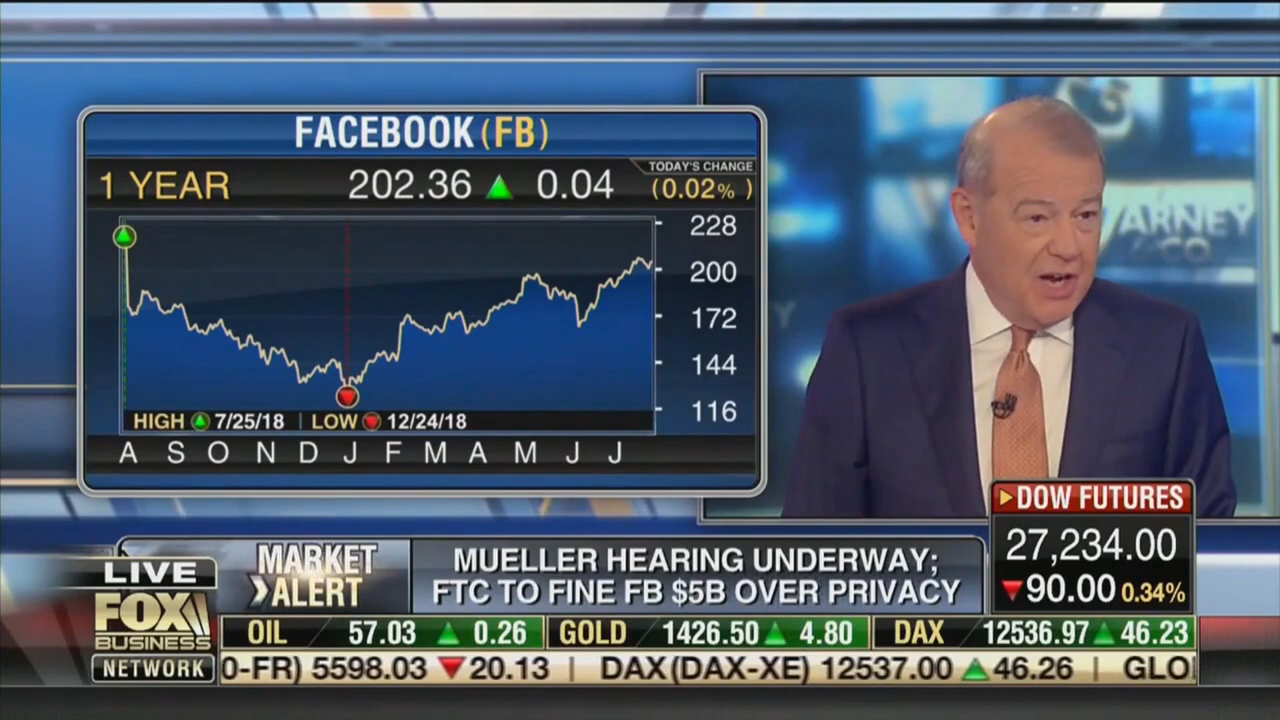 FACEBOOK (FB)
1 YEAR 202.36 0.04
TODAY'S CHANGE
(0.02%)
228
200
172
144
116
HIGH 7/25/18 | LOW 12/24/18
A S O N D J F M A M J J
ARNEY
& CO.
DOW FUTURES
27,234.00
90.00 0.34%
MARKET
ALERT
MUELLER HEARING UNDERWAY;
FTC TO FINE FB $5B OVER PRIVACY
LIVE
FOX
BUSINESS
NETWORK
OIL 57.03 0.26 GOLD 1426.50 4.80 DAX 12536.97 46.23
0-FR) 5598.03 20.13 | DAX(DAX-XE) 12537.00 46.26 | GLO